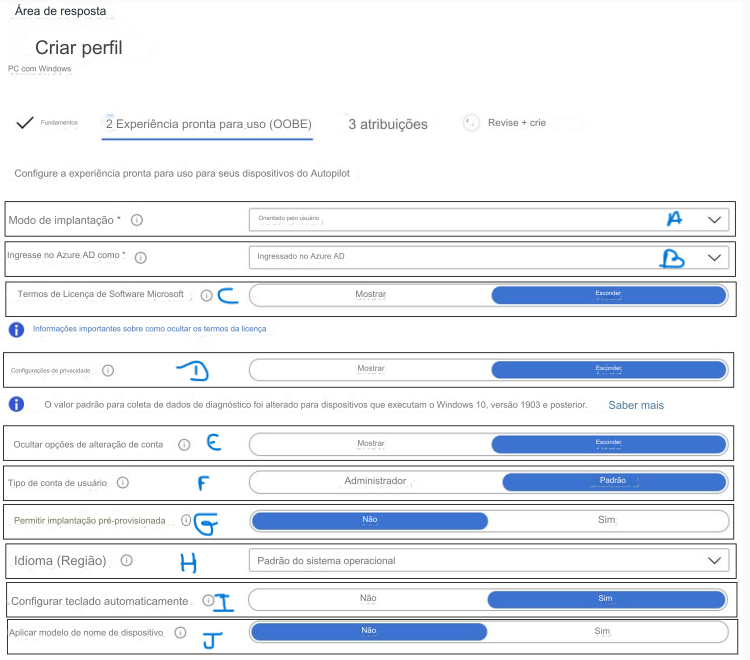 Área de resposta
Criar perfil
PC com Windows
Fundamentos
2 Experiência pronta para uso (OOBE)
3 atribuições
4 Revise + crie
Configure a experiência pronta para uso para seus dispositivos do Autopilot
Modo de implantação * Orientado pelo usuário A
Ingresse no Azure AD como * Ingressado no Azure AD B
Termos de Licença de Software Microsoft C Mostrar Esconder
Informações importantes sobre como ocultar os termos da licença
Configurações de privacidade D Mostrar Esconder
O valor padrão para coleta de dados de diagnóstico foi alterado para dispositivos que executam o Windows 10, versão 1903 e posterior. Saber mais
Ocultar opções de alteração de conta E Mostrar Esconder
Tipo de conta de usuário F Administrador Padrão
Permitir implantação pré-provisionada G Não Sim
Idioma (Região) H Padrão do sistema operacional
Configurar teclado automaticamente I Não Sim
Aplicar modelo de nome de dispositivo J Não Sim